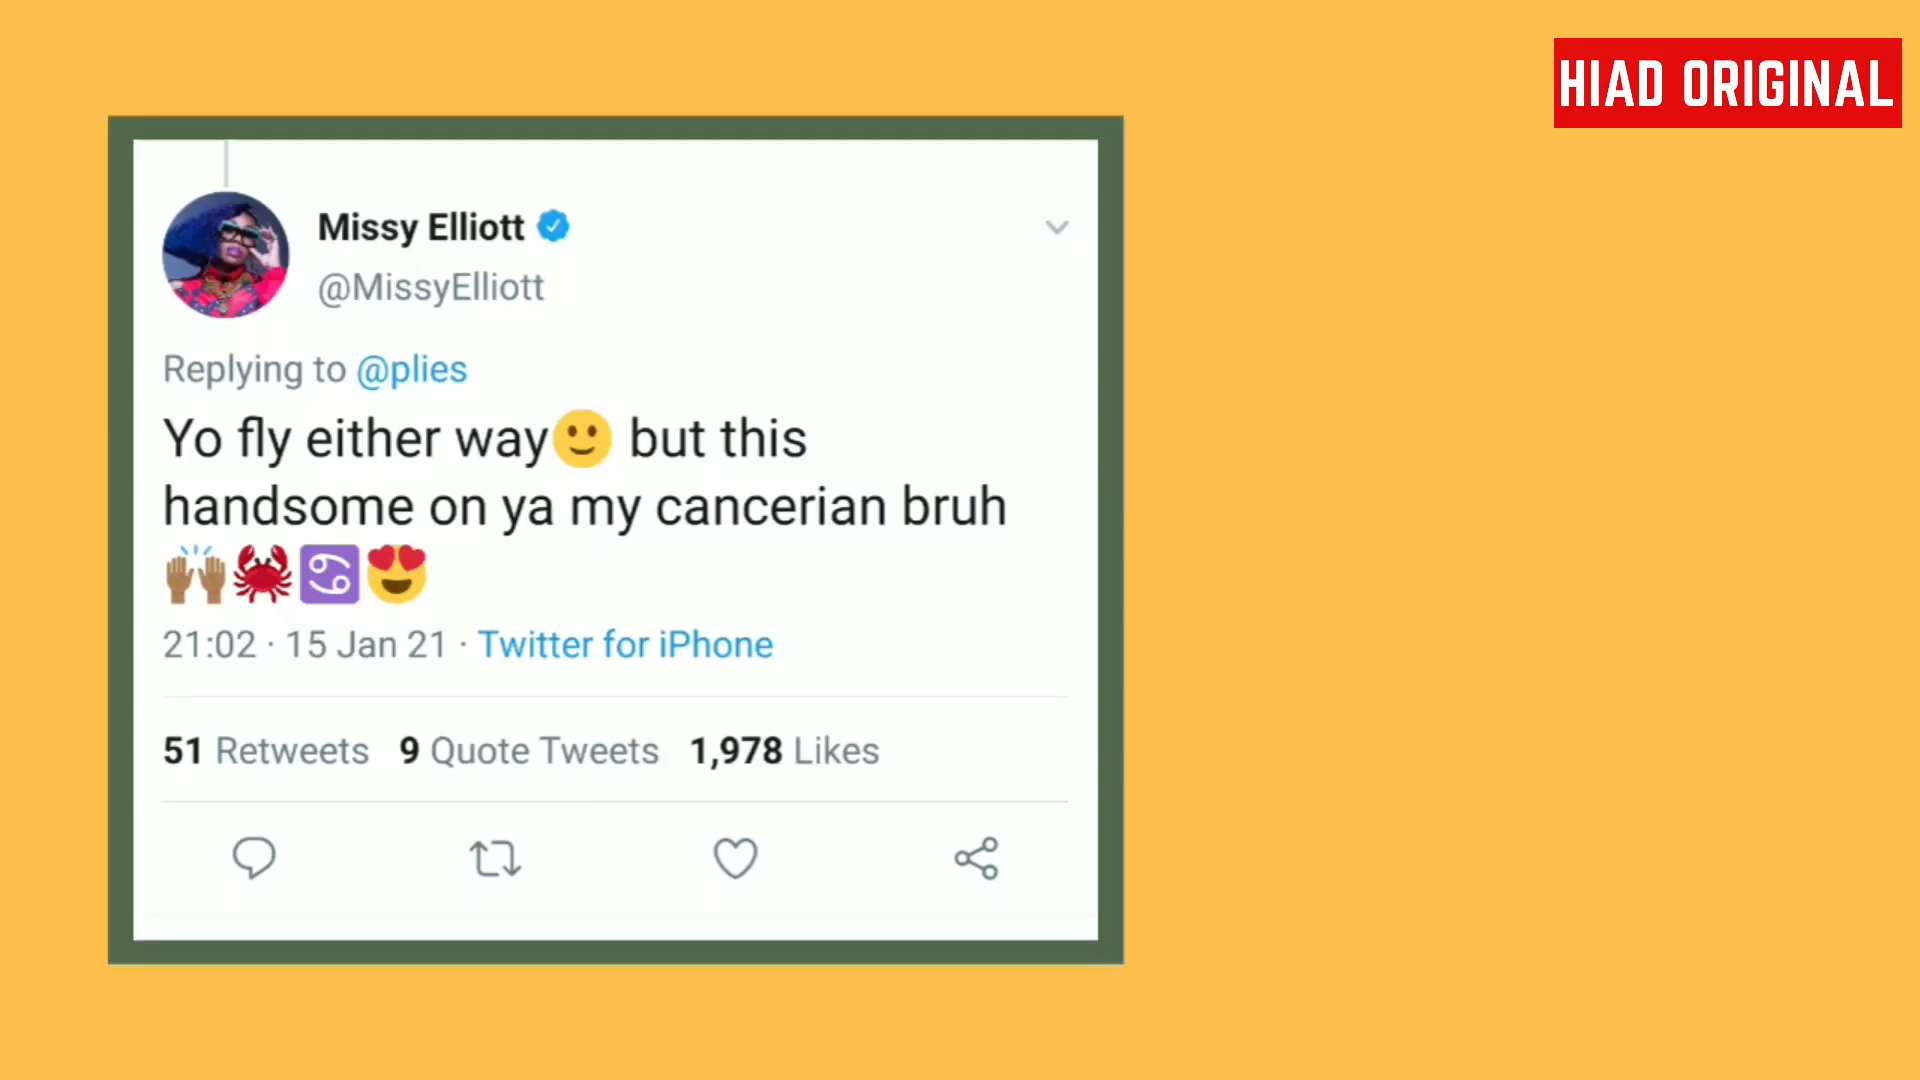 HIAD ORIGINAL
Missy Elliott
@MissyElliott
Replying to @plies
Yo fly either way🙂 but this
handsome on ya my cancerian bruh
🙌🏽🦀♋😍
21:02 · 15 Jan 21 · Twitter for iPhone
51 Retweets 9 Quote Tweets 1,978 Likes